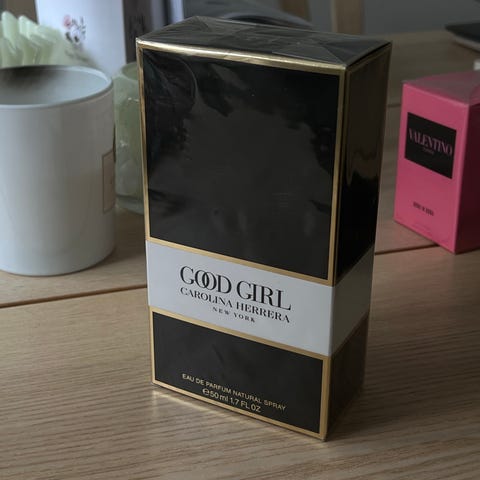 GOOD GIRL
CAROLINA HERRERA
NEW YORK
EAU DE PARFUM NATURAL SPRAY
℮50 ml 1.7 FL OZ
VALENTINO